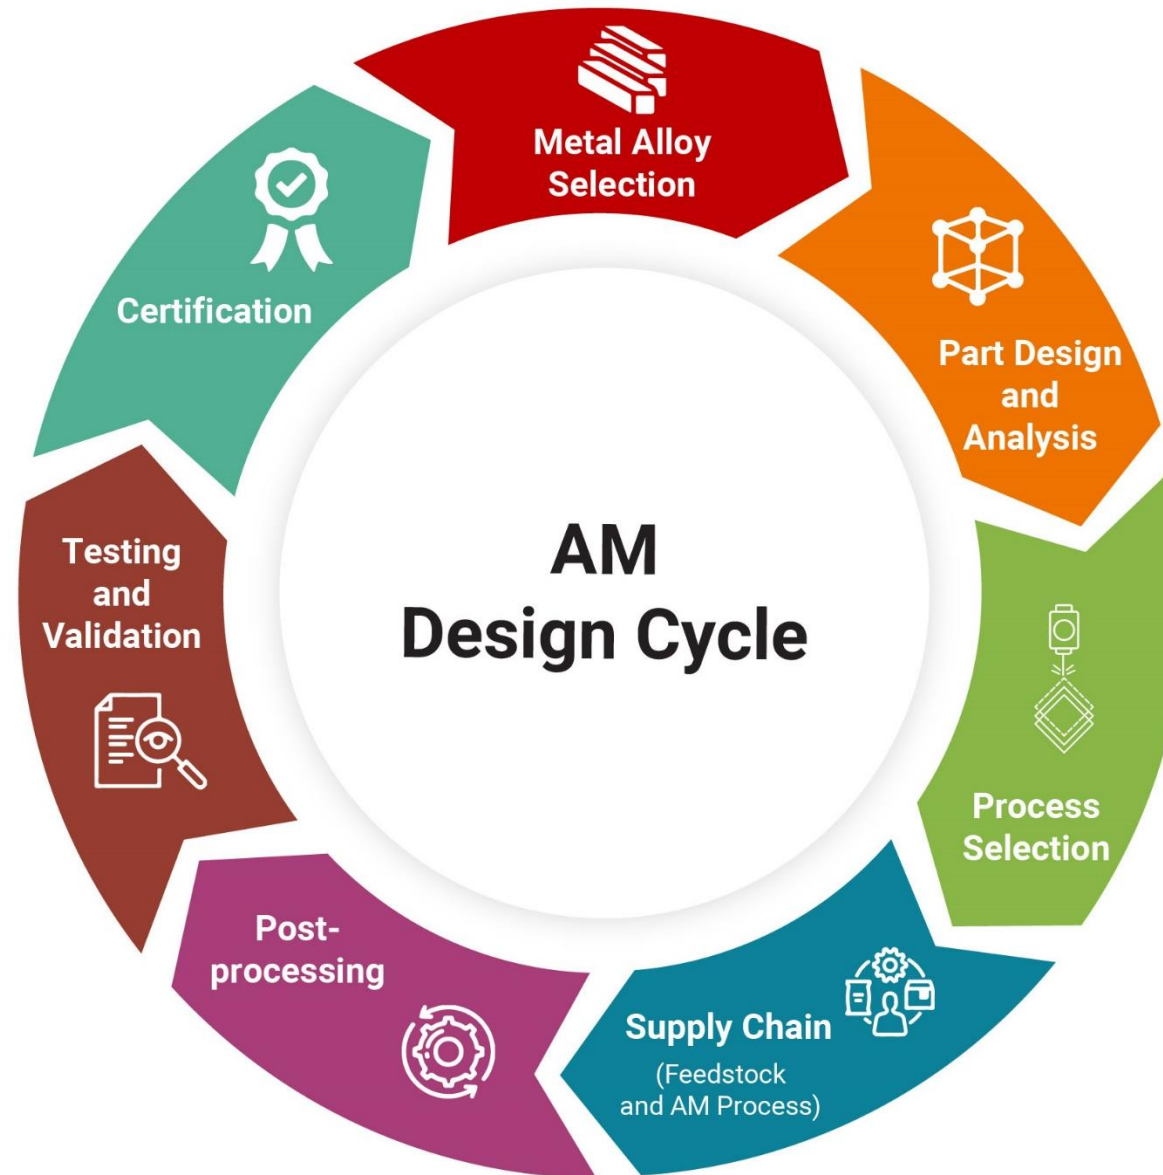 Metal Alloy
Selection
Part Design
and
Analysis
Process
Selection
Supply Chain
(Feedstock
and AM Process)
Post-
processing
Testing
and
Validation
Certification
AM
Design Cycle